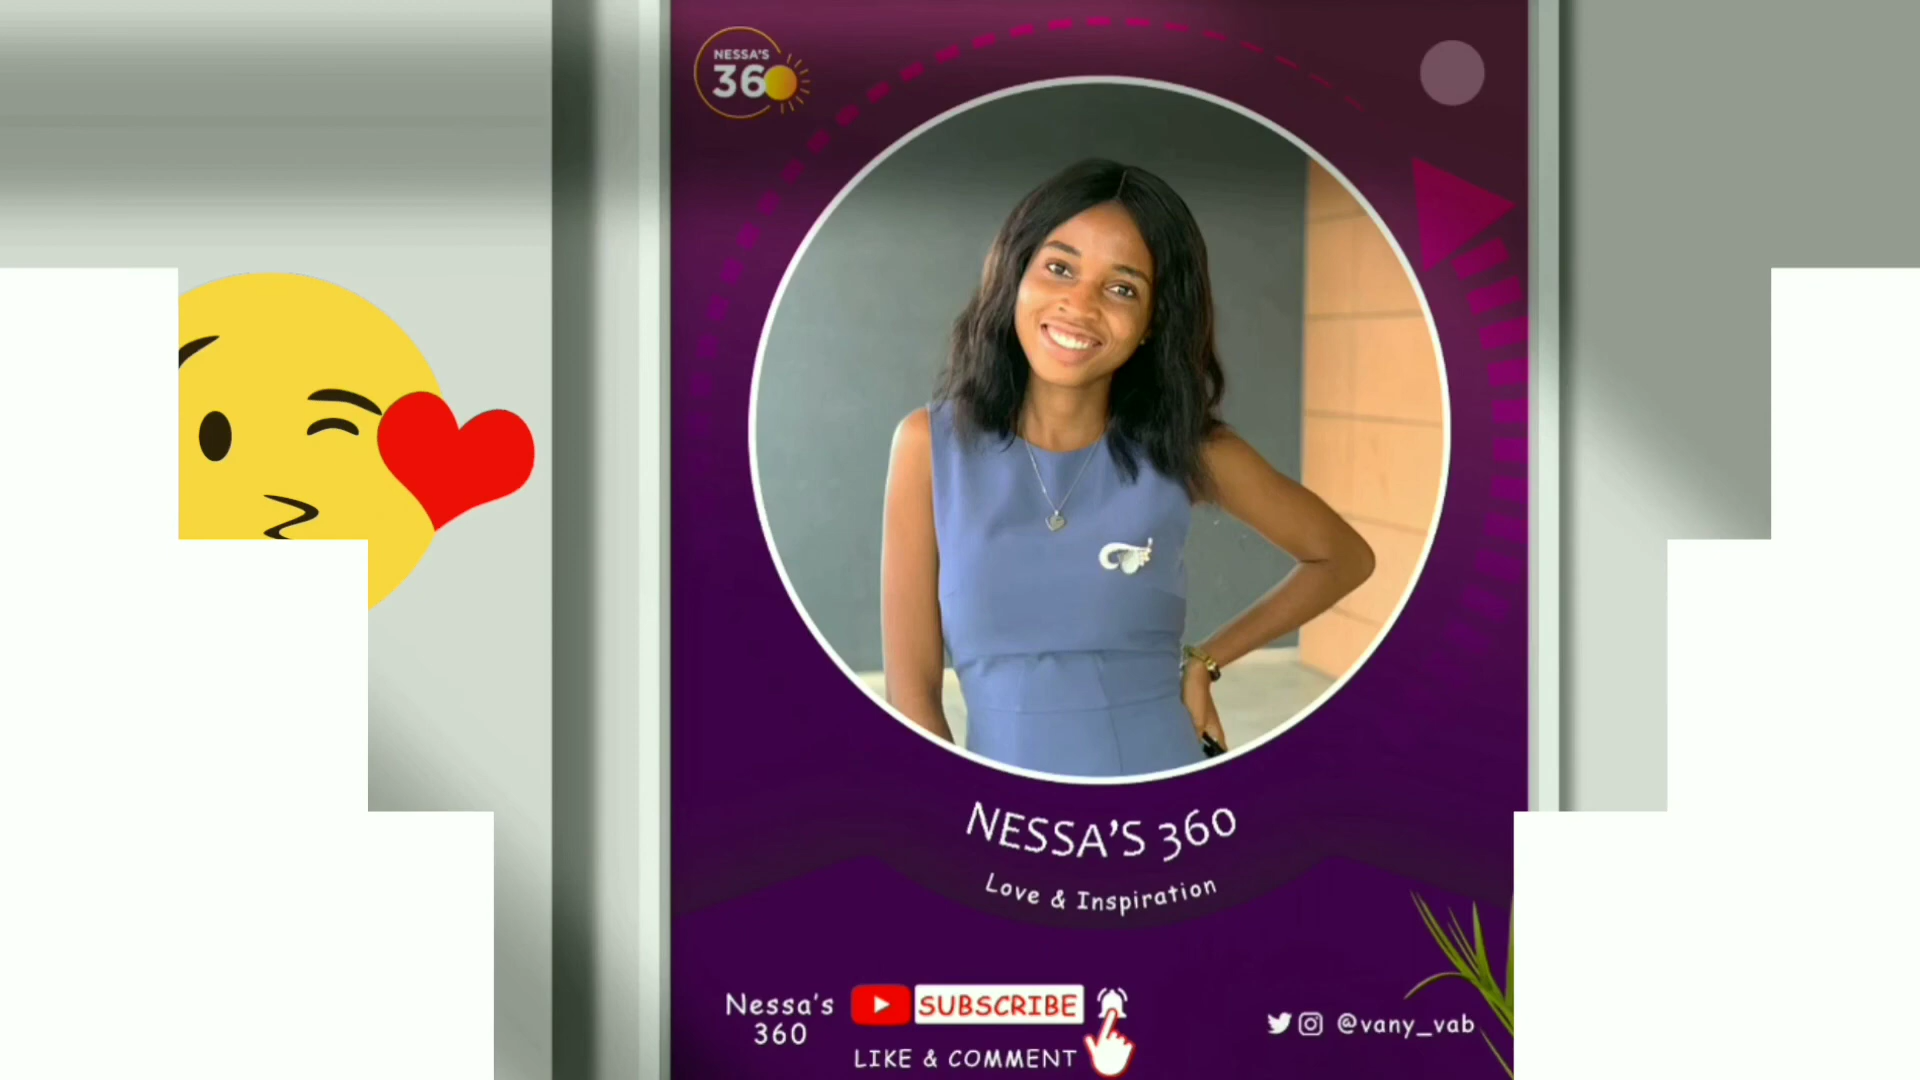 NESSA'S
360
NESSA'S 360
Love & Inspiration
Nessa's
360
SUBSCRIBE
LIKE & COMMENT
@vany_vab